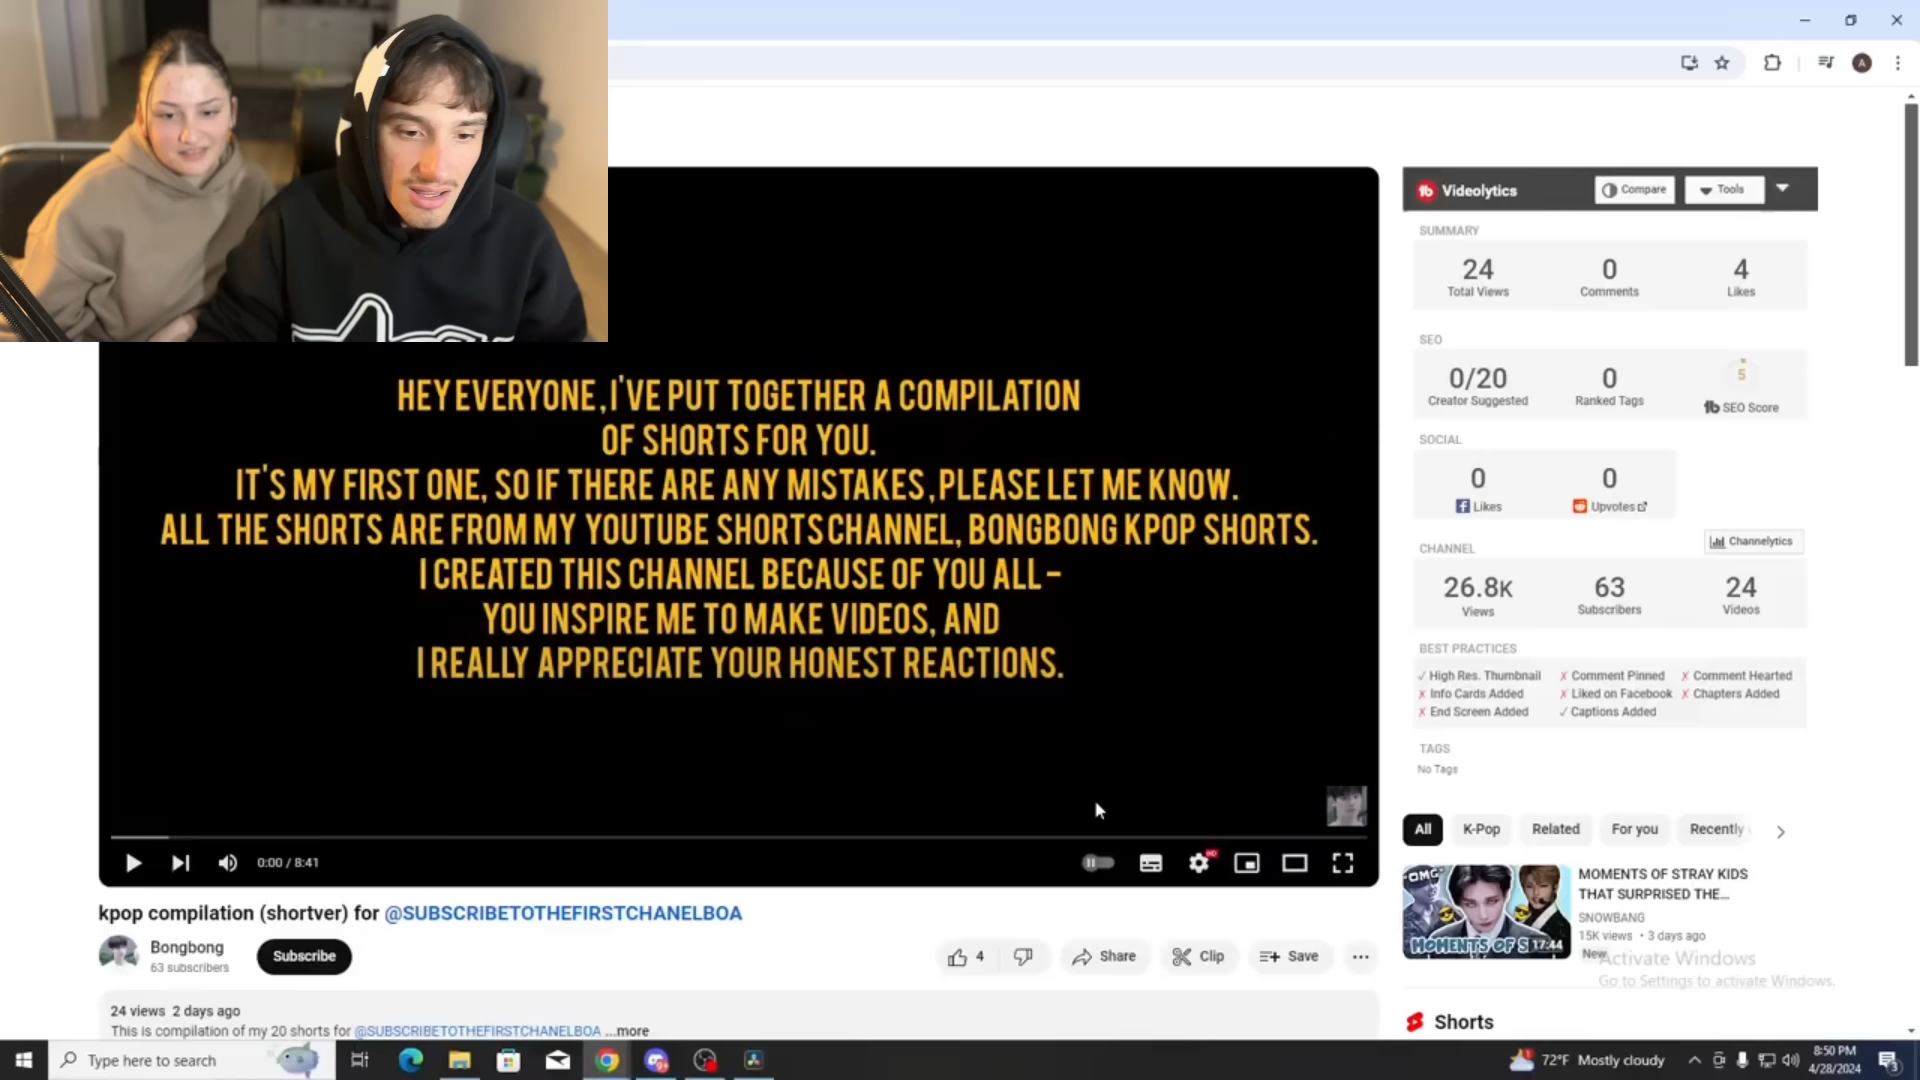 Videolytics
Compare
Tools
SUMMARY
24
0
4
Total Views
Comments
Likes
SEO
0/20
0
5
Creator Suggested
Ranked Tags
SEO Score
SOCIAL
0
0
Likes
Upvotes
CHANNEL
Channelytics
26.8K
63
24
Views
Subscribers
Videos
BEST PRACTICES
✓ High Res. Thumbnail
✗ Comment Pinned
✗ Comment Hearted
✗ Info Cards Added
✗ Liked on Facebook
✗ Chapters Added
✗ End Screen Added
✓ Captions Added
TAGS
No Tags
HEY EVERYONE, I'VE PUT TOGETHER A COMPILATION
OF SHORTS FOR YOU.
IT'S MY FIRST ONE, SO IF THERE ARE ANY MISTAKES, PLEASE LET ME KNOW.
ALL THE SHORTS ARE FROM MY YOUTUBE SHORTS CHANNEL, BONGBONG KPOP SHORTS.
I CREATED THIS CHANNEL BECAUSE OF YOU ALL -
YOU INSPIRE ME TO MAKE VIDEOS, AND
I REALLY APPRECIATE YOUR HONEST REACTIONS.
0:00 / 8:41
HD
kpop compilation (shortver) for @SUBSCRIBETOTHEFIRSTCHANELBOA
Bongbong
63 subscribers
Subscribe
4
Share
Clip
Save
24 views 2 days ago
This is compilation of my 20 shorts for @SUBSCRIBETOTHEFIRSTCHANELBOA ...more
All
K-Pop
Related
For you
Recently
OMG
MOMENTS OF S
17:44
MOMENTS OF STRAY KIDS
THAT SURPRISED THE...
SNOWBANG
15K views • 3 days ago
New
Activate Windows
Go to Settings to activate Windows.
Shorts
Type here to search
72°F Mostly cloudy
8:50 PM
4/28/2024
3
A